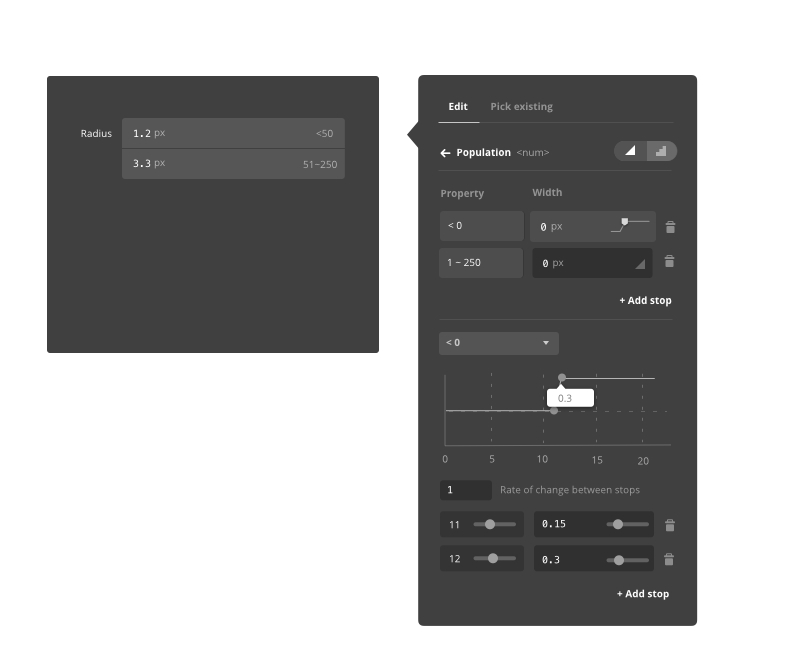 Radius
1.2 px <50
3.3 px 51–250
Edit Pick existing
Population <num>
Property Width
< 0 0 px
1 – 250 0 px
+ Add stop
< 0
0.3
0 5 10 15 20
1 Rate of change between stops
11 0.15
12 0.3
+ Add stop